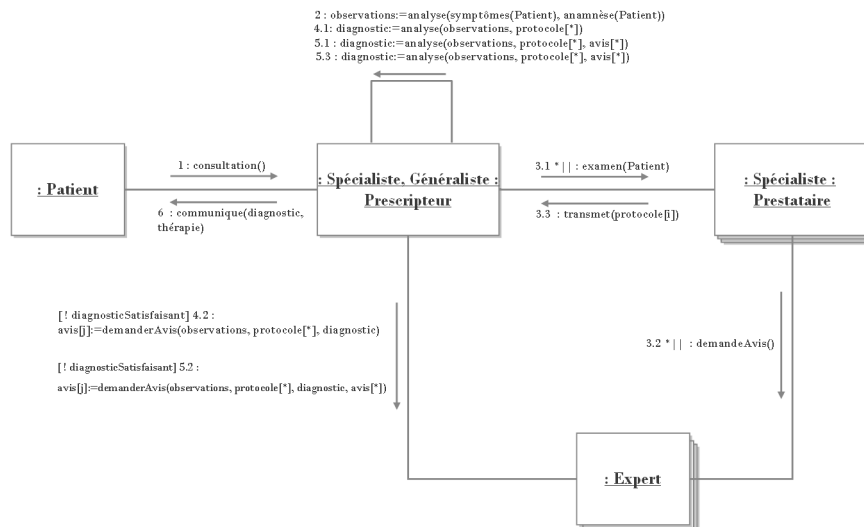 2 : observations:=analyse(symptômes(Patient), anamnèse(Patient))
4.1: diagnostic:=analyse(observations, protocole[*])
5.1 : diagnostic:=analyse(observations, protocole[*], avis[*])
5.3 : diagnostic:=analyse(observations, protocole[*], avis[*])
: Patient
1 : consultation()
6 : communique(diagnostic,
thérapie)
: Spécialiste, Généraliste :
Prescripteur
3.1 *|| : examen(Patient)
3.3 : transmet(protocole[i])
: Spécialiste :
Prestataire
[ ! diagnosticSatisfaisant] 4.2 :
avis[j]:=demanderAvis(observations, protocole[*], diagnostic)
[ ! diagnosticSatisfaisant] 5.2 :
avis[j]:=demanderAvis(observations, protocole[*], diagnostic, avis[*])
3.2 *|| : demandeAvis()
: Expert